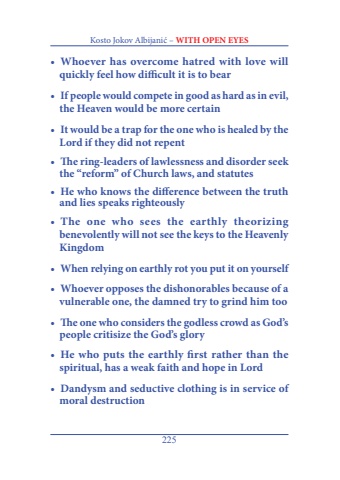 Kosto Jokov Albijanić – WITH OPEN EYES
• Whoever has overcome hatred with love will
quickly feel how difficult it is to bear
• If people would compete in good as hard as in evil,
the Heaven would be more certain
• It would be a trap for the one who is healed by the
Lord if they did not repent
• The ring-leaders of lawlessness and disorder seek
the “reform” of Church laws, and statutes
• He who knows the difference between the truth
and lies speaks righteously
• The one who sees the earthly theorizing
benevolently will not see the keys to the Heavenly
Kingdom
• When relying on earthly rot you put it on yourself
• Whoever opposes the dishonorables because of a
vulnerable one, the damned try to grind him too
• The one who considers the godless crowd as God’s
people critisize the God’s glory
• He who puts the earthly first rather than the
spiritual, has a weak faith and hope in Lord
• Dandysm and seductive clothing is in service of
moral destruction
225